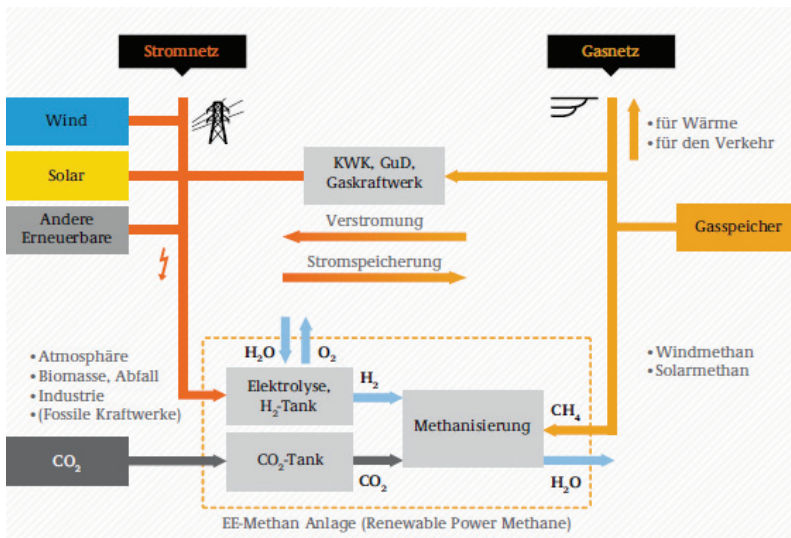 Stromnetz
Gasnetz
Wind
Solar
Andere
Erneuerbare
KWK, GuD,
Gaskraftwerk
• für Wärme
• für den Verkehr
Gasspeicher
Verstromung
Stromspeicherung
• Atmosphäre
• Biomasse, Abfall
• Industrie
• (Fossile Kraftwerke)
CO₂
H₂O
O₂
Elektrolyse,
H₂-Tank
H₂
CO₂-Tank
CO₂
Methanisierung
CH₄
H₂O
• Windmethan
• Solarmethan
EE-Methan Anlage (Renewable Power Methane)